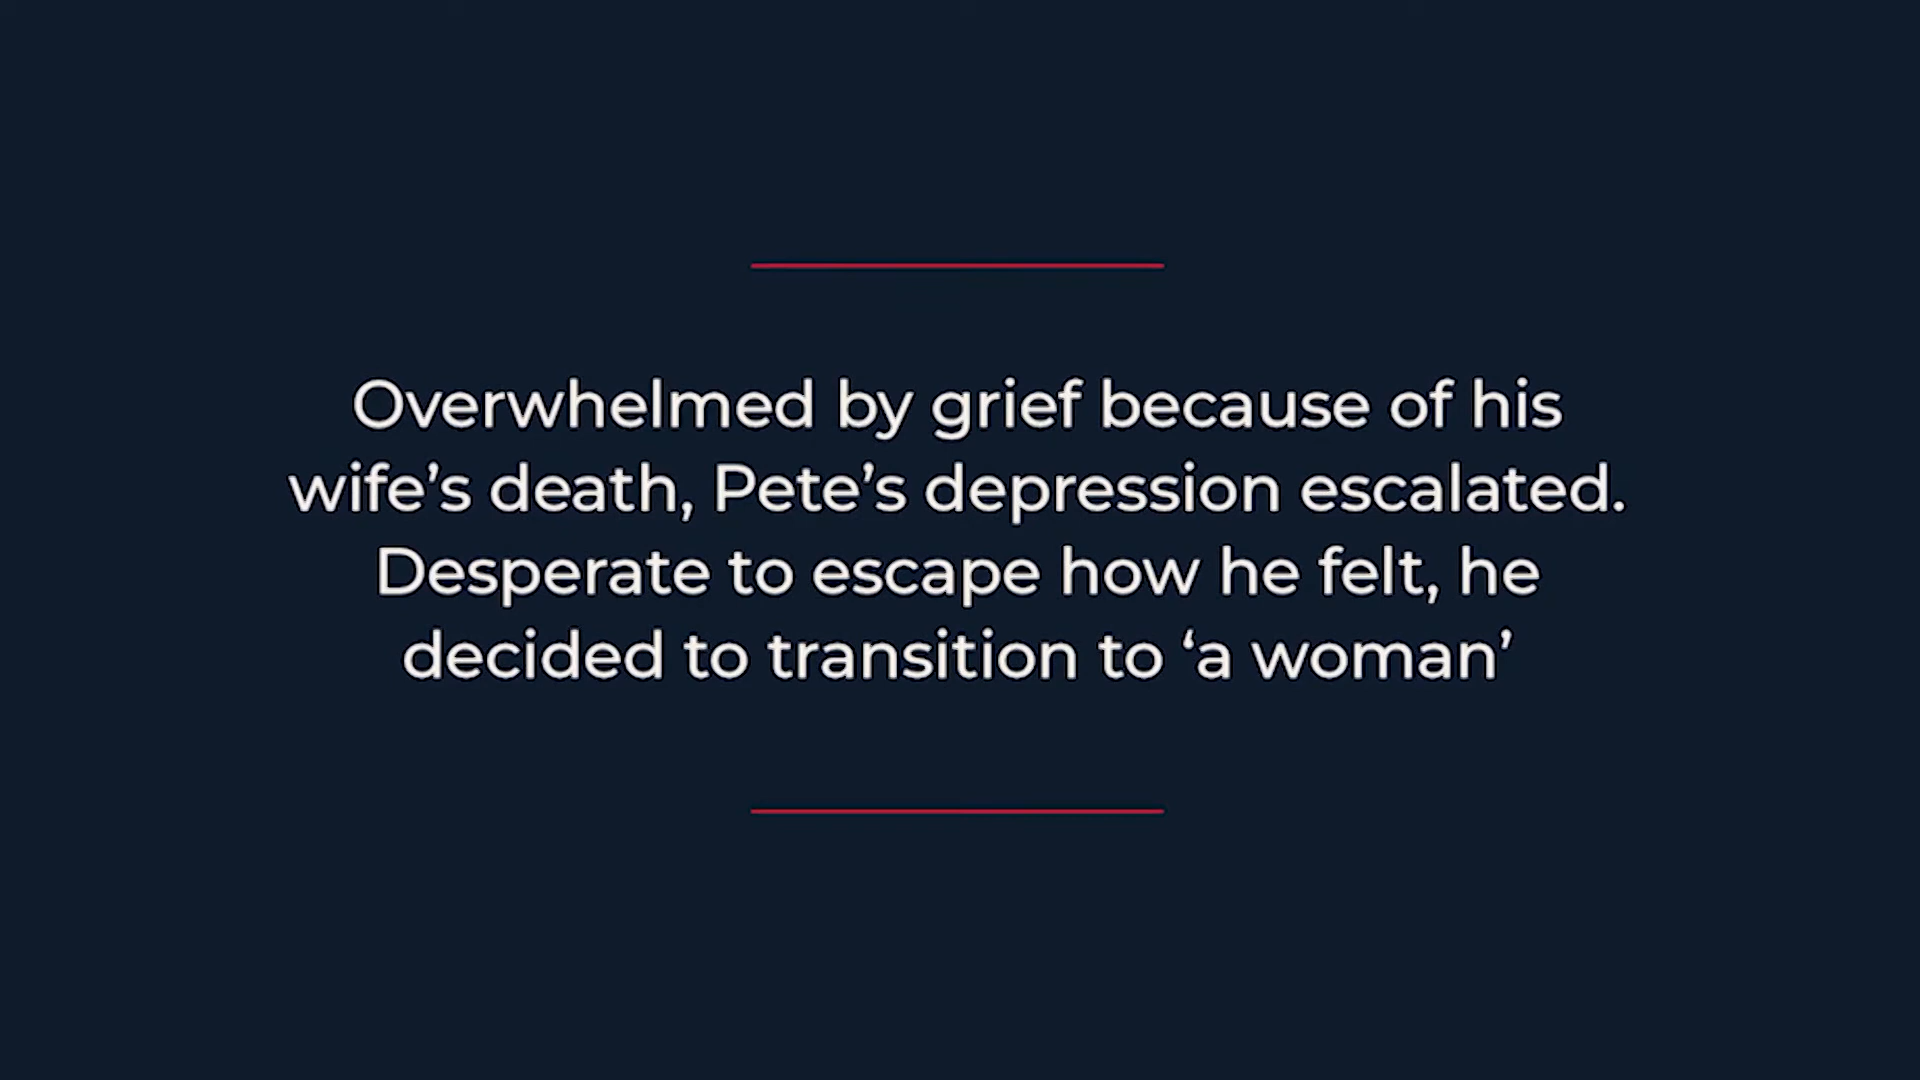 Overwhelmed by grief because of his
wife’s death, Pete’s depression escalated.
Desperate to escape how he felt, he
decided to transition to ‘a woman’